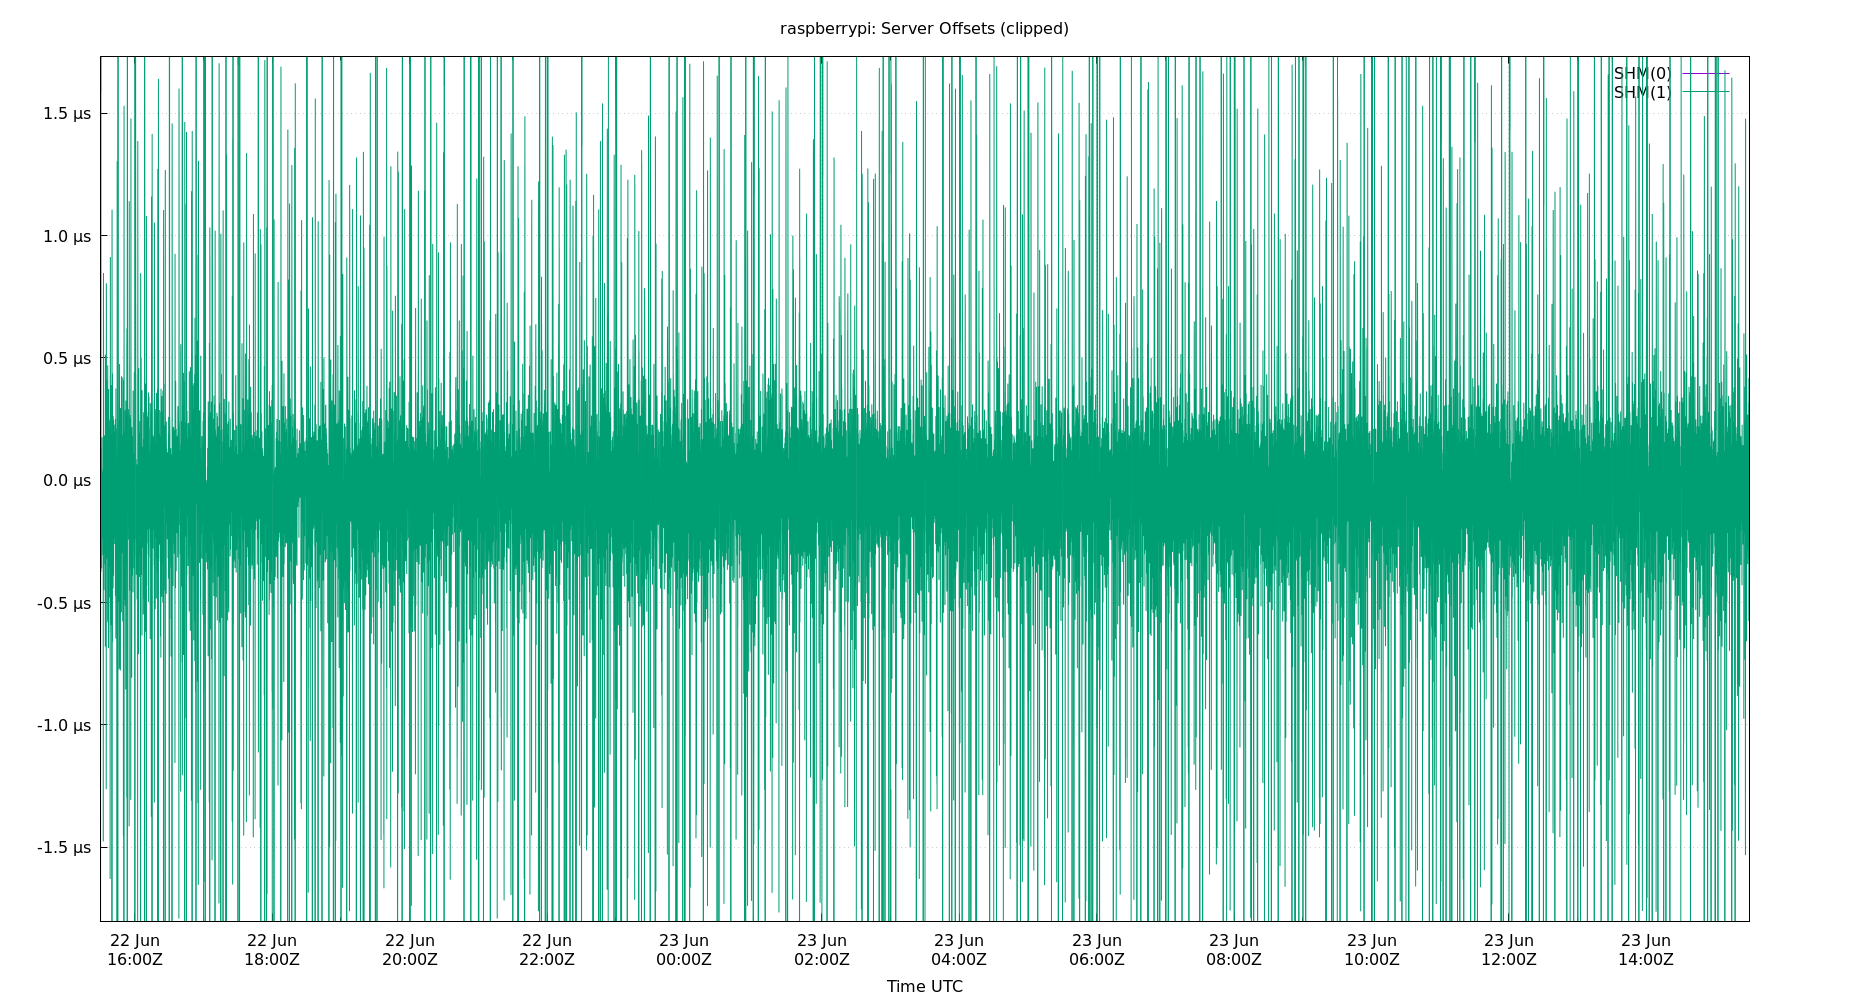 raspberrypi: Server Offsets (clipped)
SHM(0)
SHM(1)
1.5 µs
1.0 µs
0.5 µs
0.0 µs
-0.5 µs
-1.0 µs
-1.5 µs
22 Jun 22 Jun 22 Jun 22 Jun 23 Jun 23 Jun 23 Jun 23 Jun 23 Jun 23 Jun 23 Jun 23 Jun
16:00Z 18:00Z 20:00Z 22:00Z 00:00Z 02:00Z 04:00Z 06:00Z 08:00Z 10:00Z 12:00Z 14:00Z
Time UTC